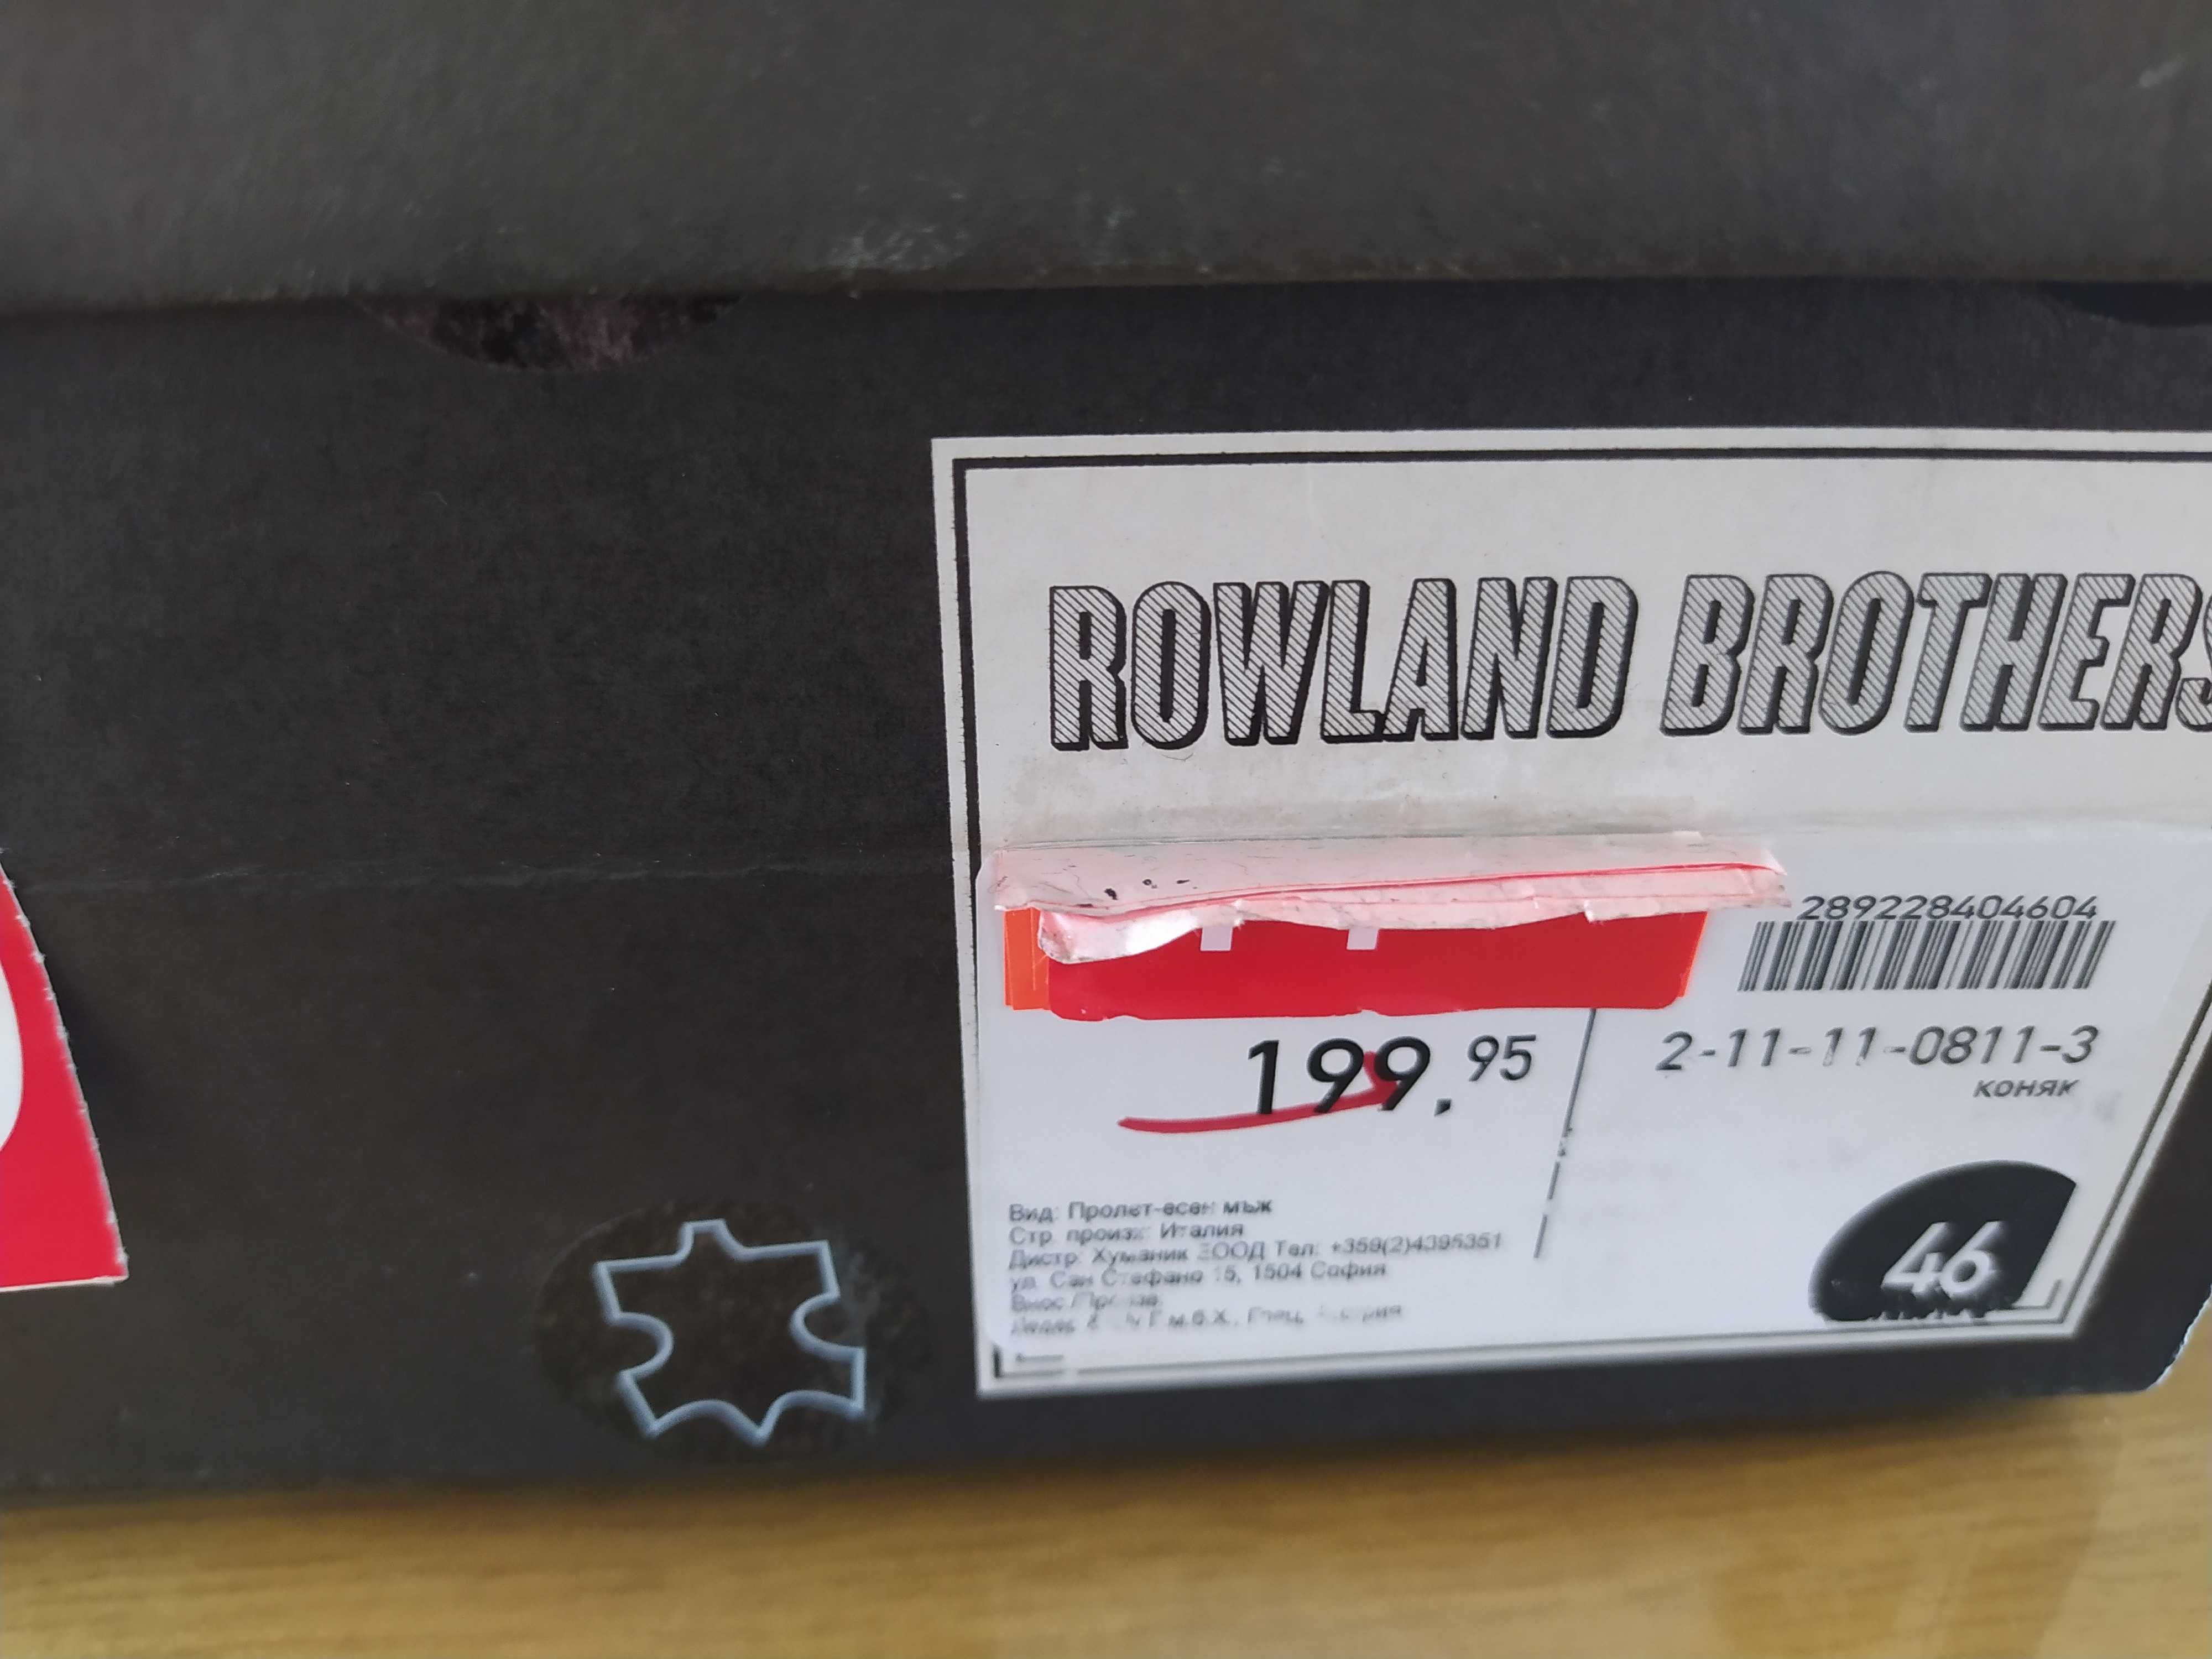 ROWLAND BROTHERS
289228404604
199,95
2-11-11-0811-3
коняк
Вид: Пролет-есен мъж
Стр. произх: Италия
Дистр: Хуманик ЕООД Тел: +359(2)4395351
ул. Сан Стефано 15, 1504 София
46